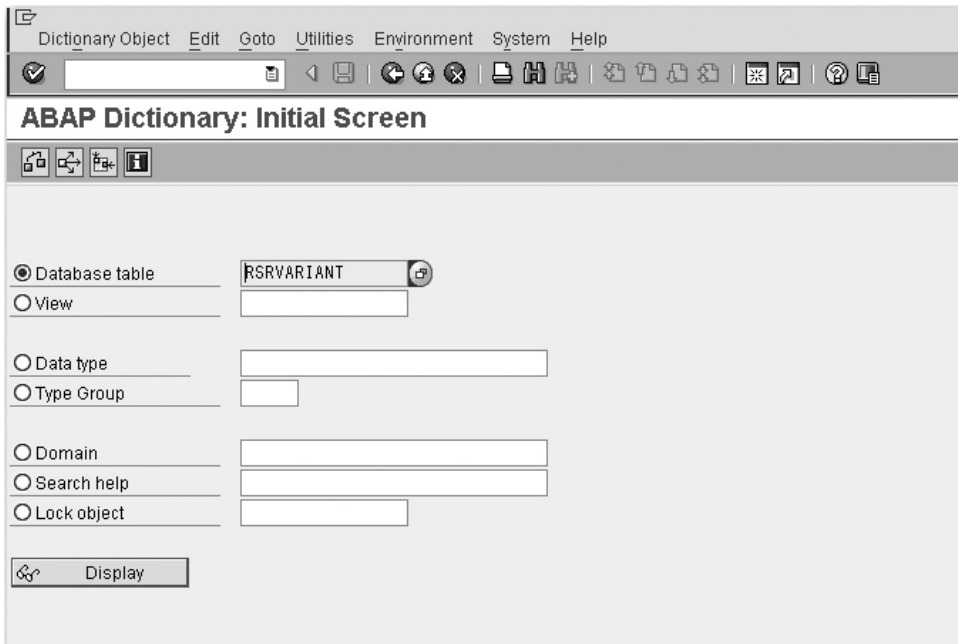 Dictionary Object Edit Goto Utilities Environment System Help
ABAP Dictionary: Initial Screen
Database table RSRVARIANT
View
Data type
Type Group
Domain
Search help
Lock object
Display